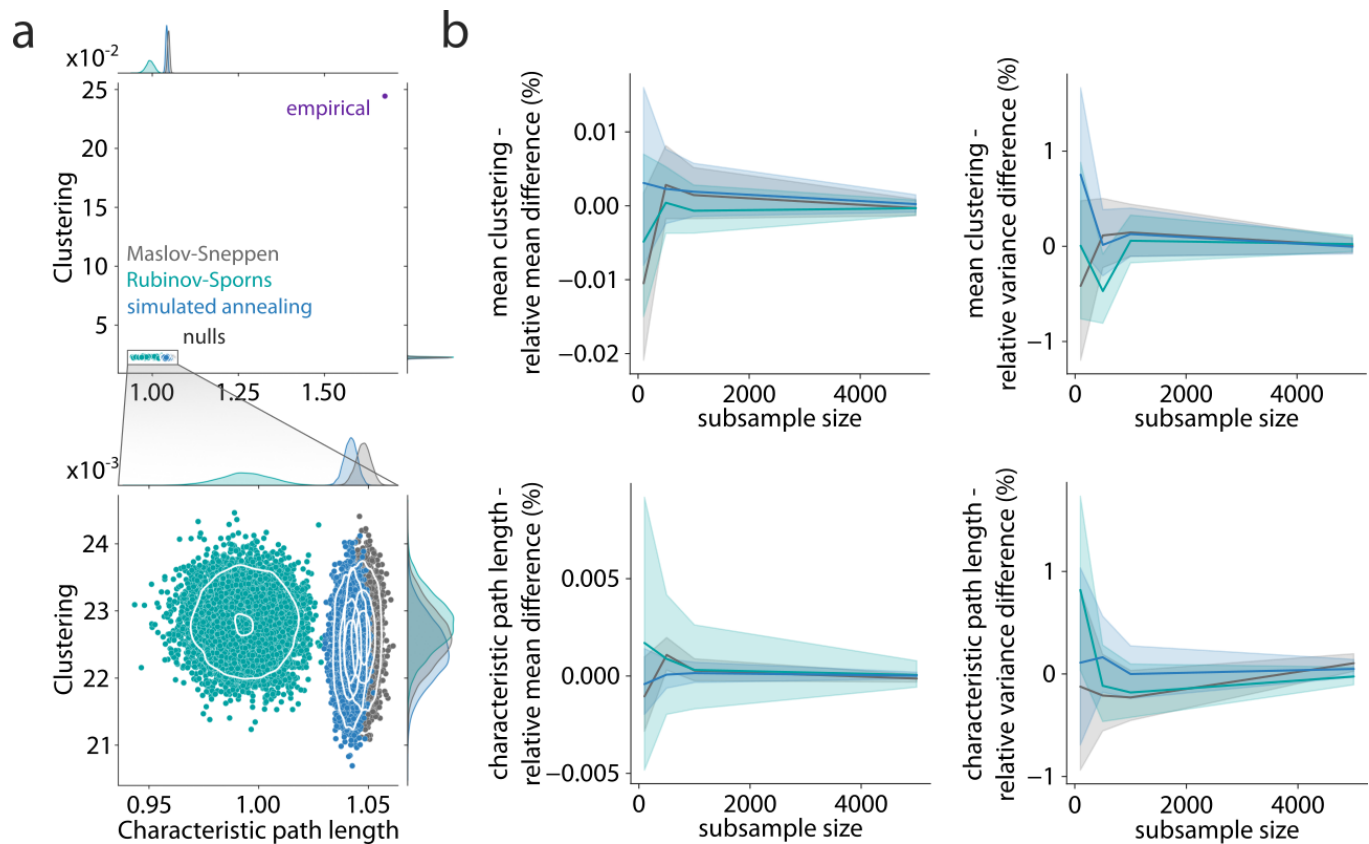 a
x10⁻²
Clustering
25
20
15
10
5
empirical
Maslov-Sneppen
Rubinov-Sporns
simulated annealing
nulls
1.00
1.25
1.50
x10⁻³
Clustering
24
23
22
21
0.95
1.00
1.05
Characteristic path length
b
mean clustering -
relative mean difference (%)
0.01
0.00
−0.01
−0.02
0
2000
4000
subsample size
mean clustering -
relative variance difference (%)
1
0
−1
0
2000
4000
subsample size
characteristic path length -
relative mean difference (%)
0.005
0.000
−0.005
0
2000
4000
subsample size
characteristic path length -
relative variance difference (%)
1
0
−1
0
2000
4000
subsample size